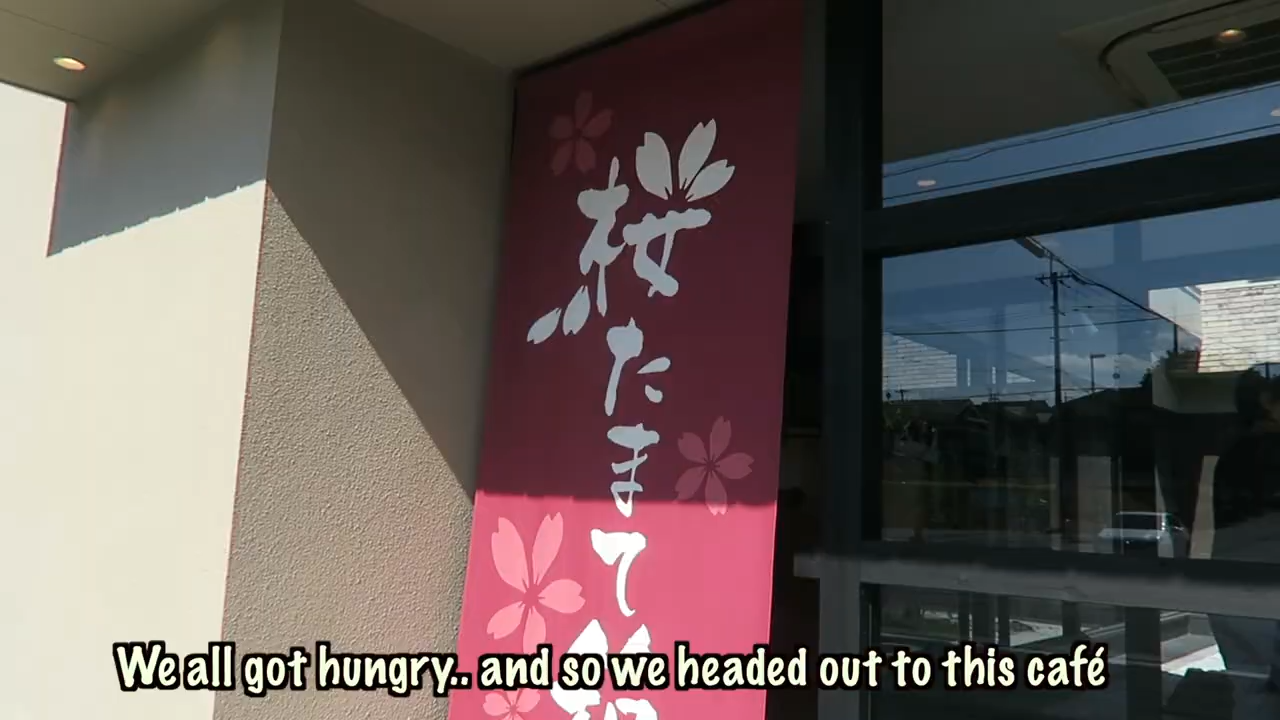 桜たまて
We all got hungry.. and so we headed out to this café